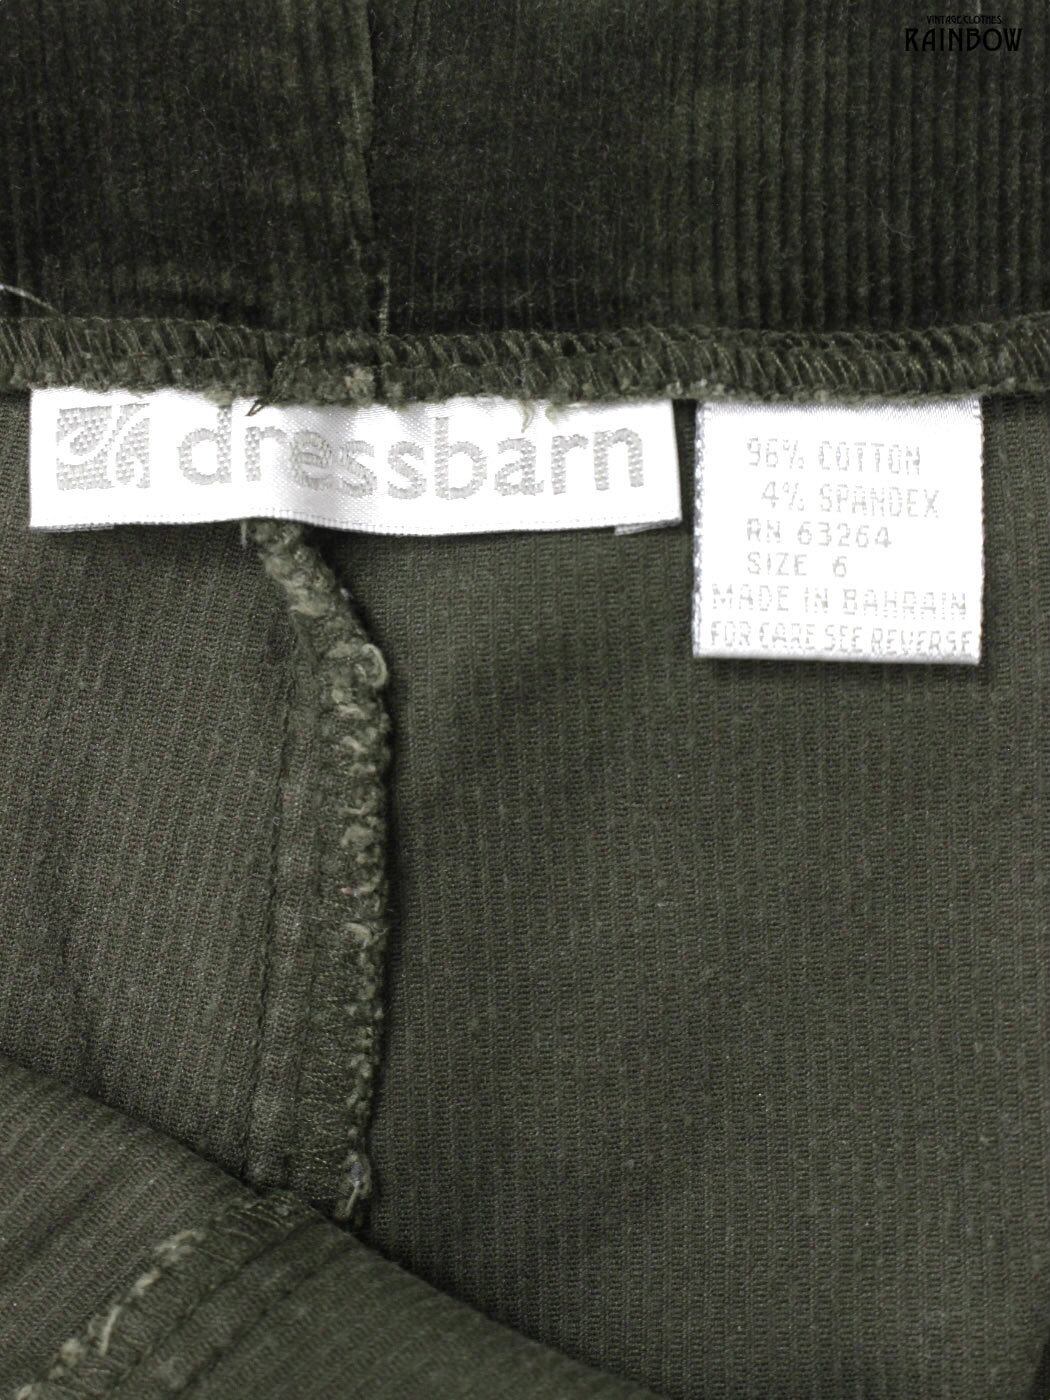 VINTAGE CLOTHES
RAINBOW
dressbarn
96% COTTON
4% SPANDEX
RN 63264
SIZE 6
MADE IN BAHRAIN
FOR CARE SEE REVERSE